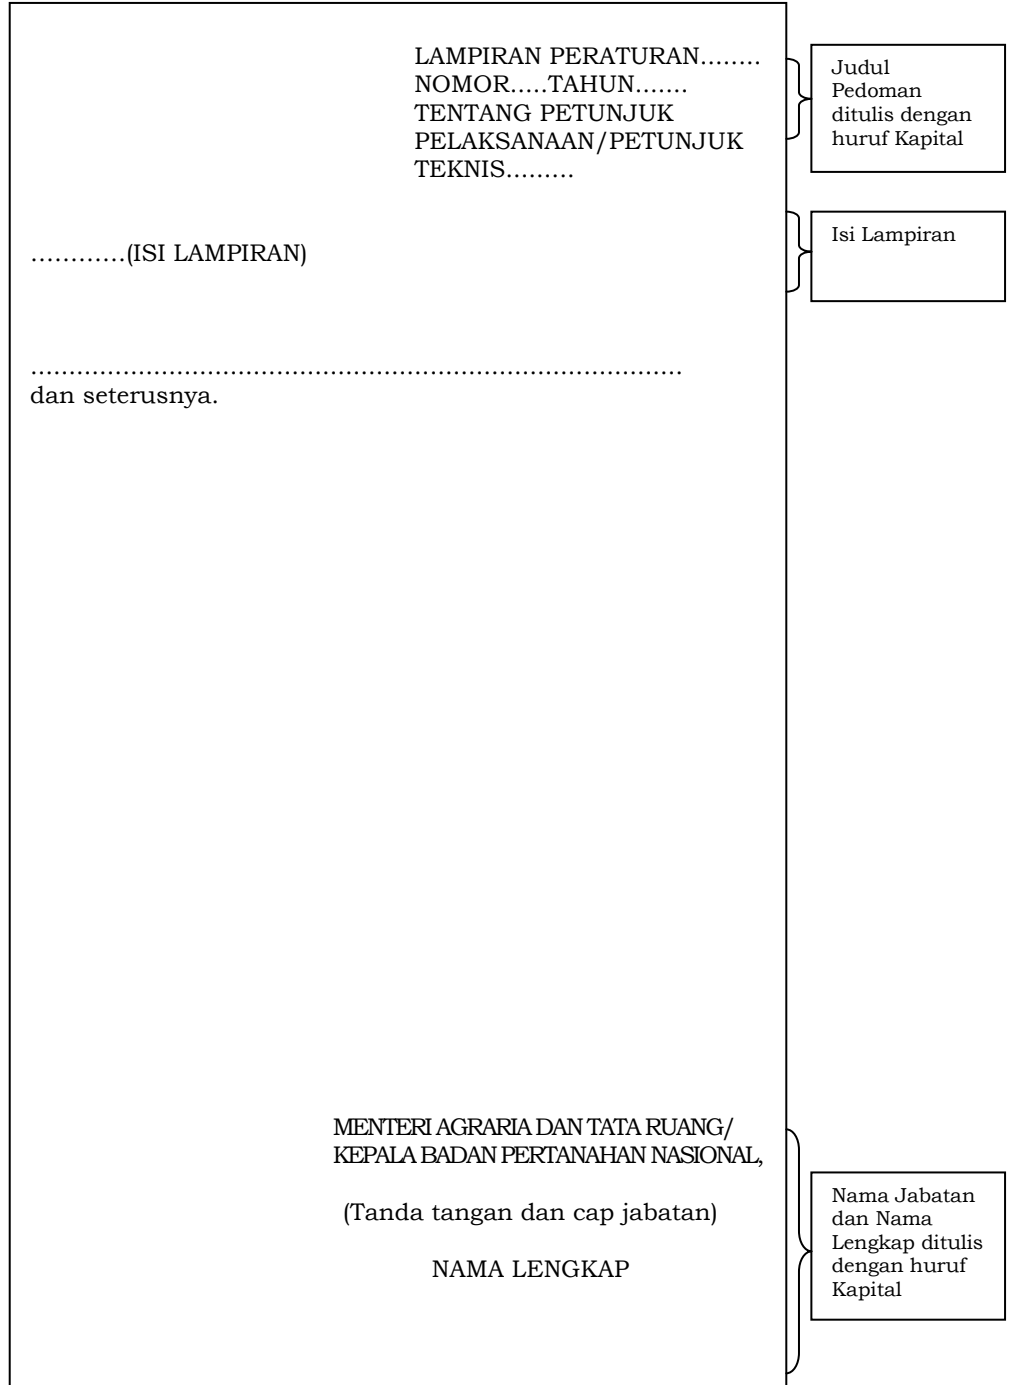 LAMPIRAN PERATURAN........
NOMOR.....TAHUN.......
TENTANG PETUNJUK
PELAKSANAAN/PETUNJUK
TEKNIS.........
Judul
Pedoman
ditulis dengan
huruf Kapital
............(ISI LAMPIRAN)
Isi Lampiran
...................................................................................
dan seterusnya.
MENTERI AGRARIA DAN TATA RUANG/
KEPALA BADAN PERTANAHAN NASIONAL,
(Tanda tangan dan cap jabatan)
NAMA LENGKAP
Nama Jabatan
dan Nama
Lengkap ditulis
dengan huruf
Kapital